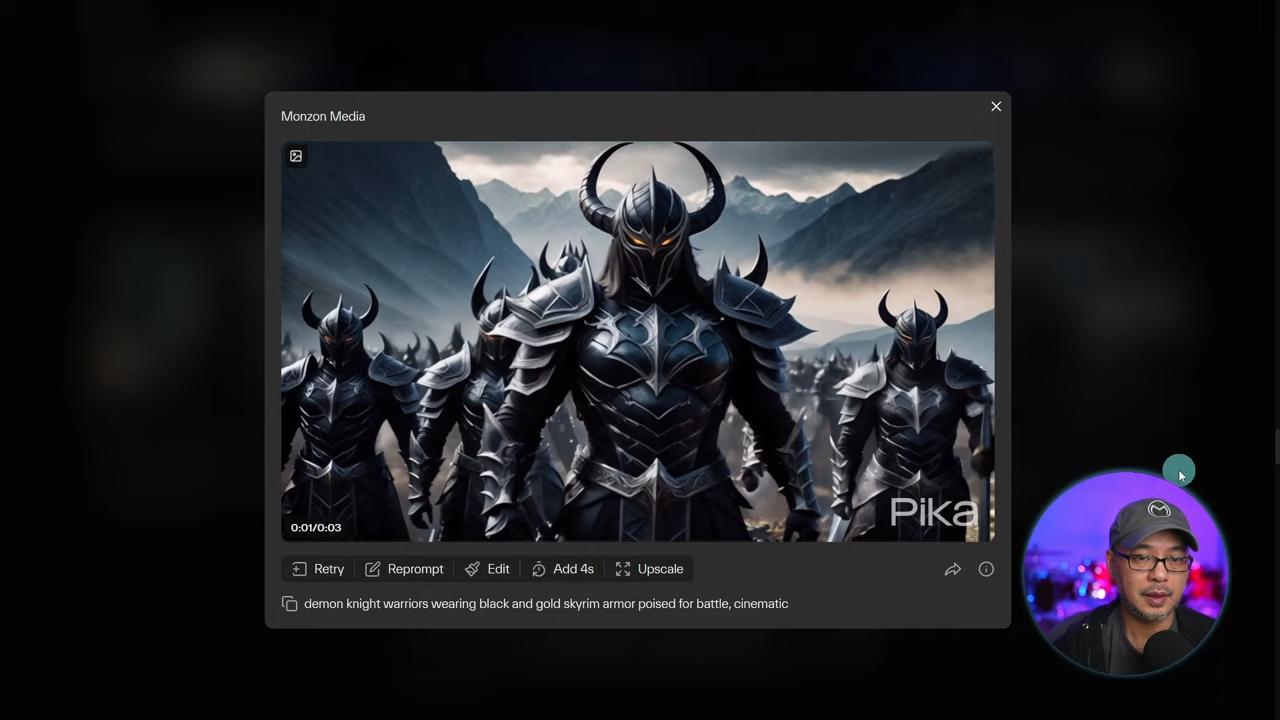 Monzon Media
Pika
0:01/0:03
Retry
Reprompt
Edit
Add 4s
Upscale
demon knight warriors wearing black and gold skyrim armor poised for battle, cinematic